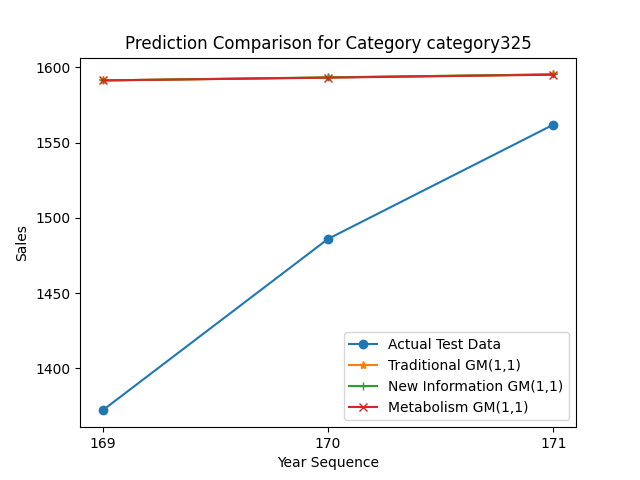 Prediction Comparison for Category category325
1600
1550
1500
1450
1400
Sales
Actual Test Data
Traditional GM(1,1)
New Information GM(1,1)
Metabolism GM(1,1)
169 170 171
Year Sequence